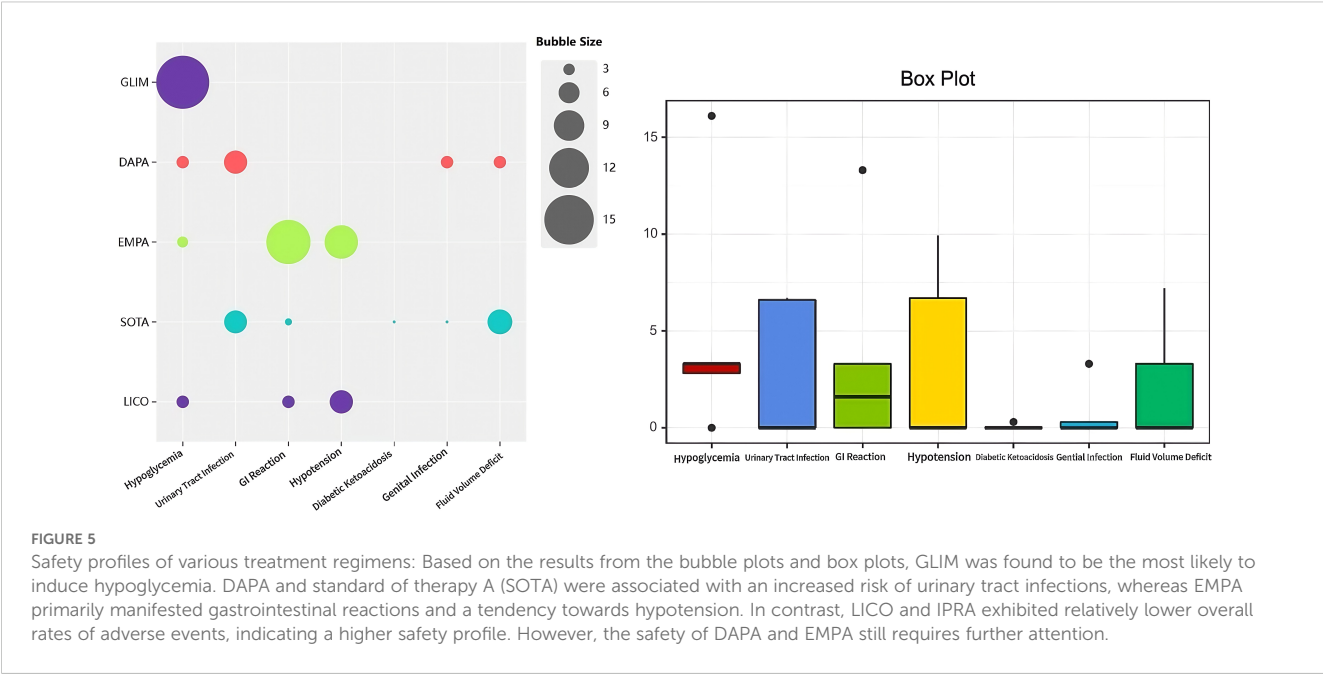 Bubble Size
3
6
9
12
15
GLIM
DAPA
EMPA
SOTA
LICO
Hypoglycemia
Urinary Tract Infection
GI Reaction
Hypotension
Diabetic Ketoacidosis
Genital Infection
Fluid Volume Deficit
Box Plot
15
10
5
0
Hypoglycemia
Urinary Tract Infection
GI Reaction
Hypotension
Diabetic Ketoacidosis
Gential Infection
Fluid Volume Deficit
FIGURE 5
Safety profiles of various treatment regimens: Based on the results from the bubble plots and box plots, GLIM was found to be the most likely to
induce hypoglycemia. DAPA and standard of therapy A (SOTA) were associated with an increased risk of urinary tract infections, whereas EMPA
primarily manifested gastrointestinal reactions and a tendency towards hypotension. In contrast, LICO and IPRA exhibited relatively lower overall
rates of adverse events, indicating a higher safety profile. However, the safety of DAPA and EMPA still requires further attention.